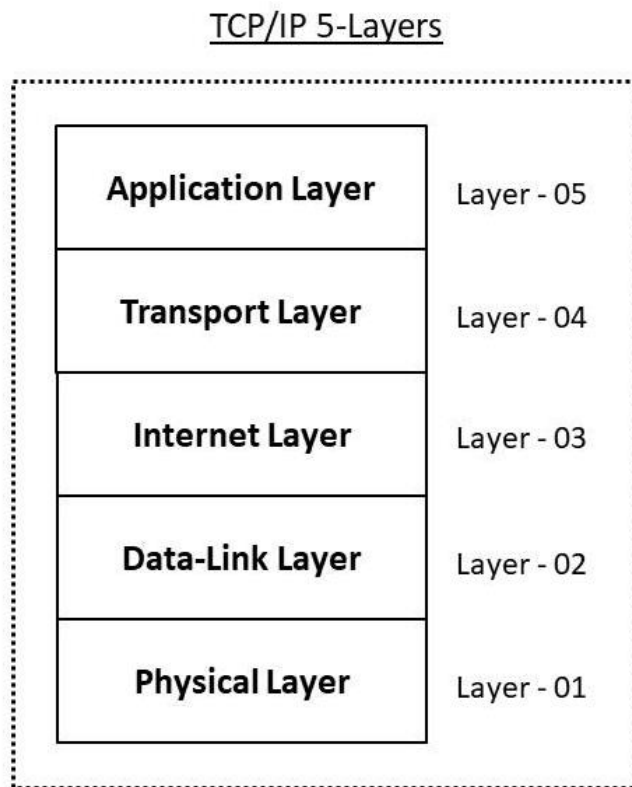 TCP/IP 5-Layers
Application Layer
Layer - 05
Transport Layer
Layer - 04
Internet Layer
Layer - 03
Data-Link Layer
Layer - 02
Physical Layer
Layer - 01